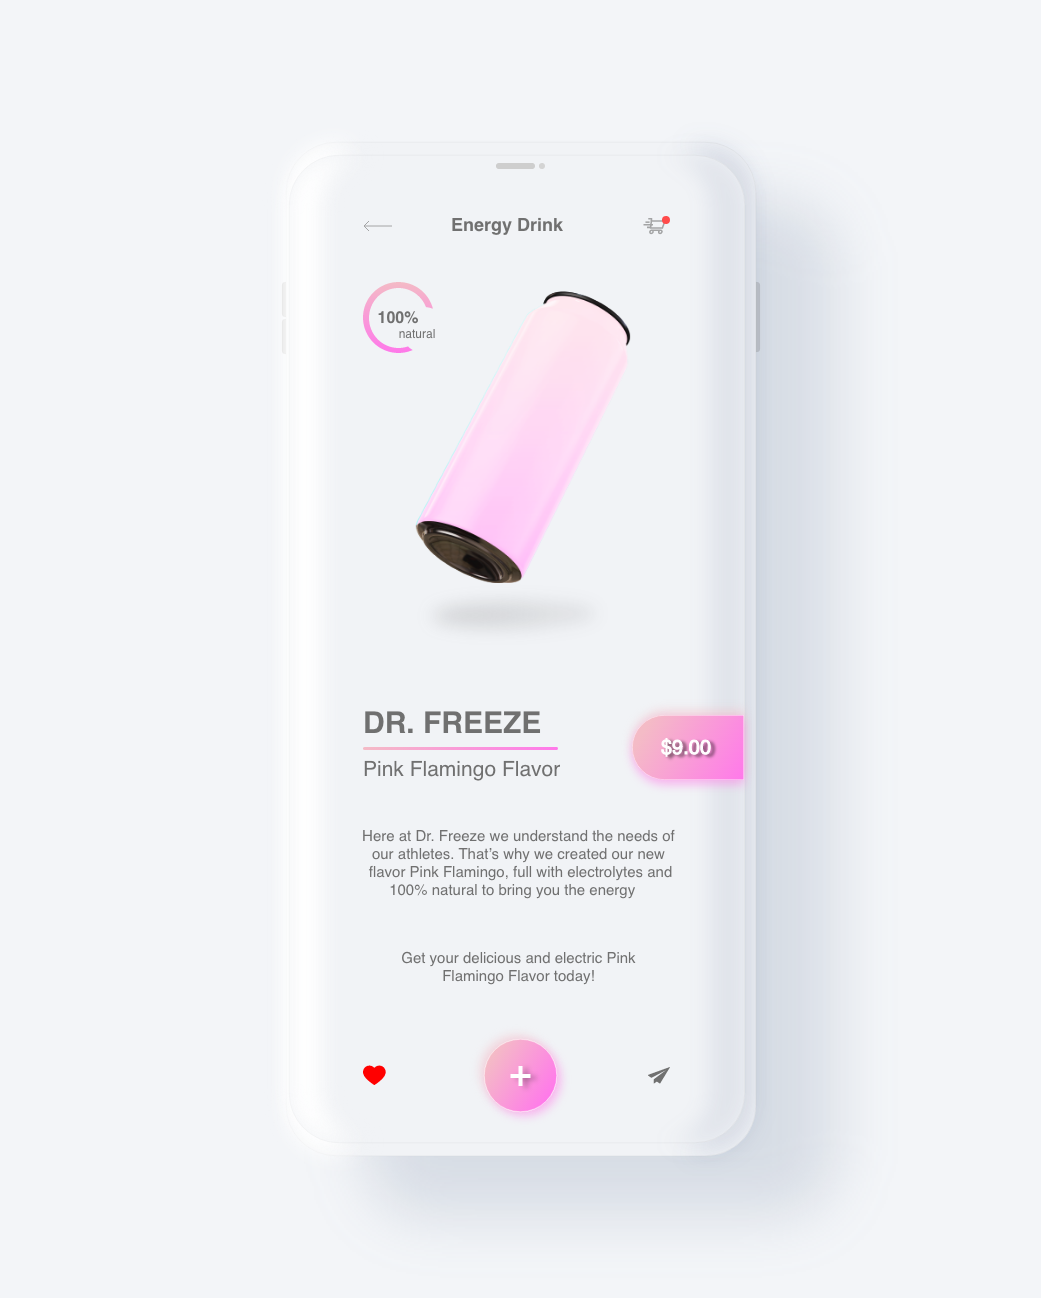 Energy Drink
100%
natural
DR. FREEZE
$9.00
Pink Flamingo Flavor
Here at Dr. Freeze we understand the needs of
our athletes. That’s why we created our new
flavor Pink Flamingo, full with electrolytes and
100% natural to bring you the energy
Get your delicious and electric Pink
Flamingo Flavor today!